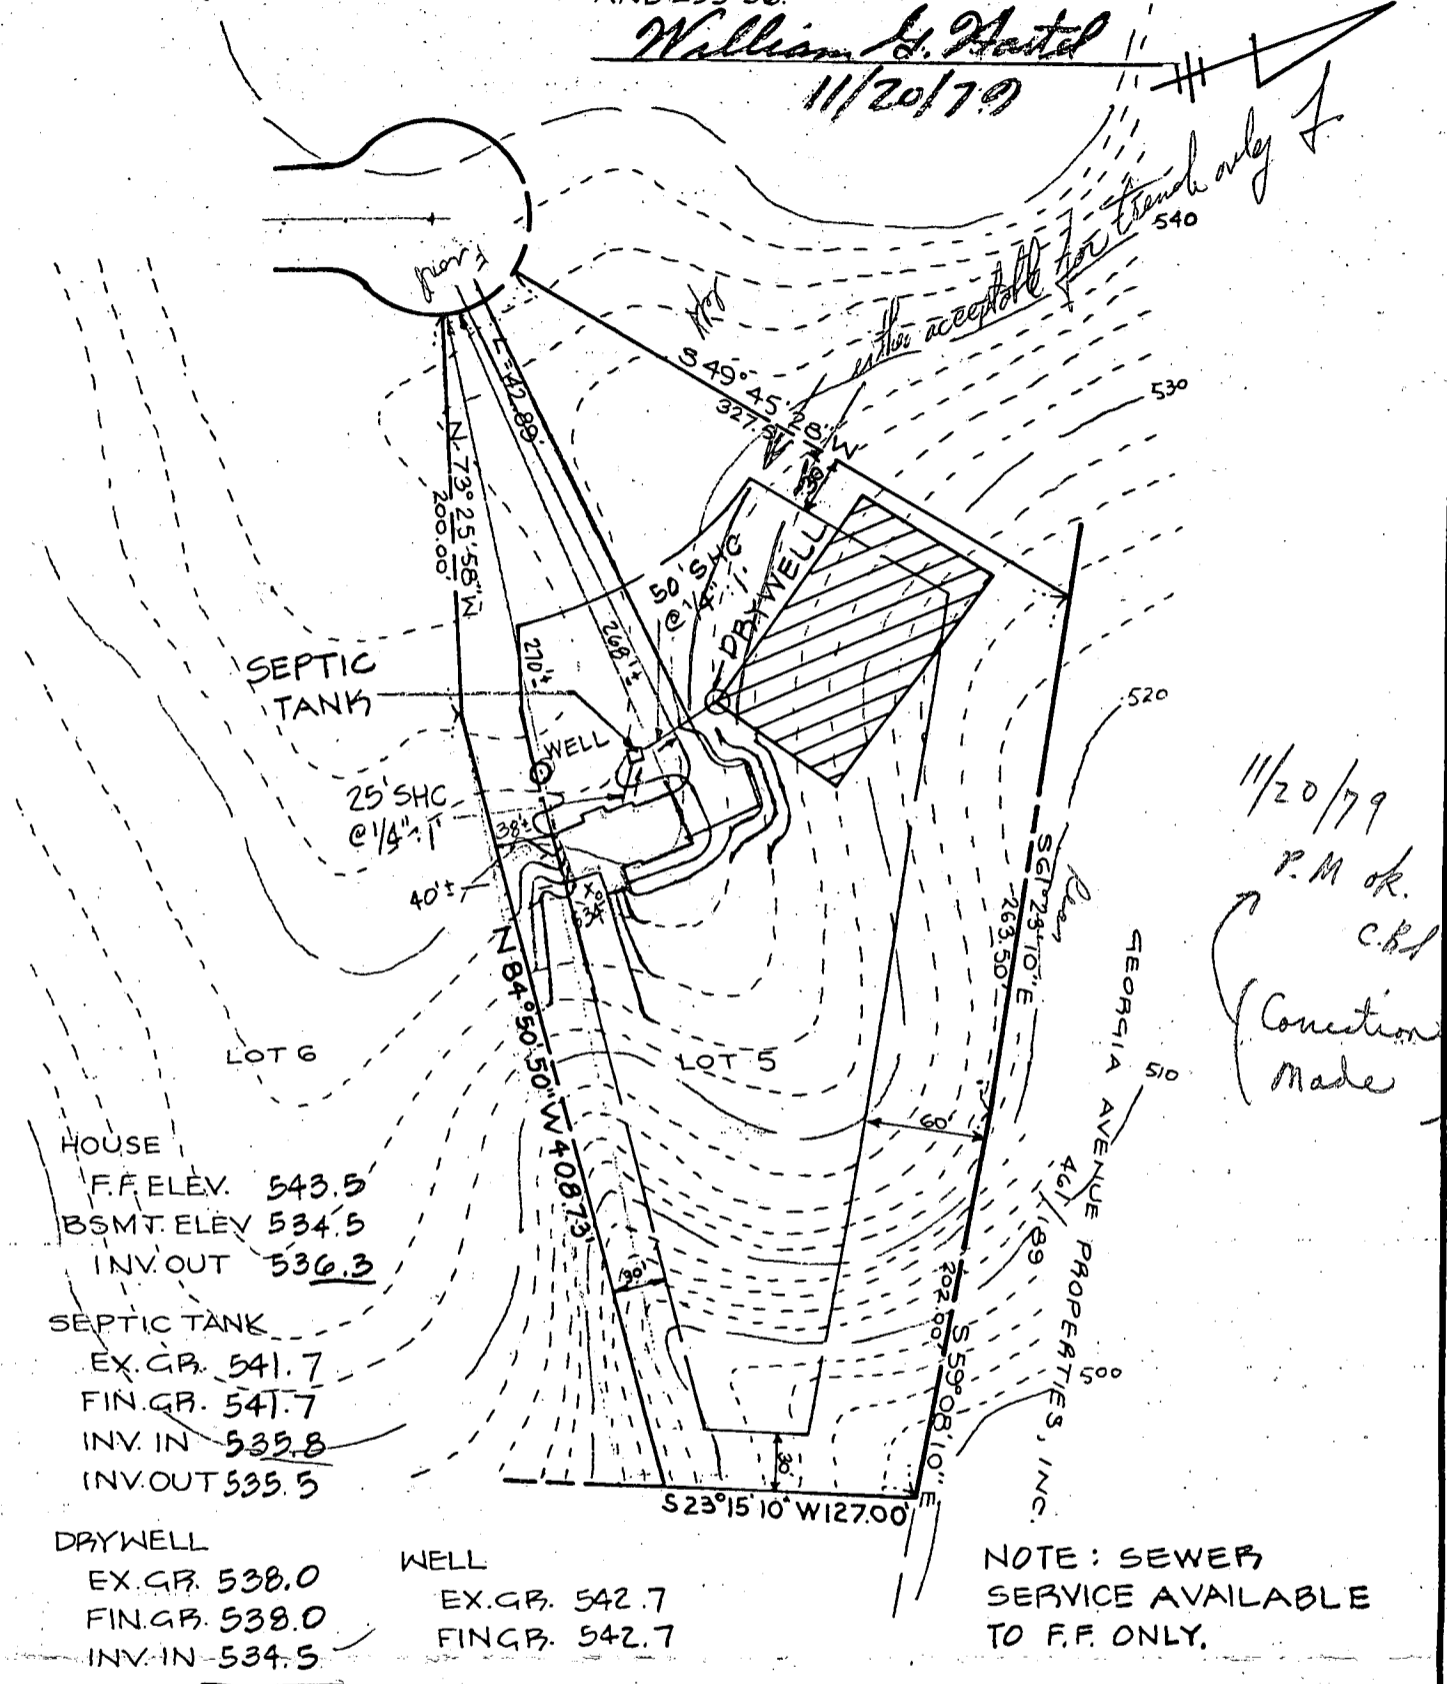 William G. Hartel
11/20/79
other acceptable for trench only
540
530
520
510
500
Front
L=42.89'
S 49° 45' 28" W
327.51'
N 73° 25' 58" W
200.00'
50' SHC
@ 1/4" : 1'
DRYWELL
SEPTIC
TANK
270'±
268'±
WELL
25' SHC
@ 1/4" : 1'
38'±
40'±
N 84° 50' 50" W 408.73'
S 61° 28' 10" E
263.50'
Rear
LOT 6
LOT 5
60'
30'
30'
S 59° 08' 10" E
202.00'
S 23° 15' 10" W 127.00'
GEORGIA AVENUE PROPERTIES, INC.
461/189
11/20/79
P.M ok.
(Correction
Made
HOUSE
F.F. ELEV. 543.5
BSMT. ELEV 534.5
INV. OUT 536.3
SEPTIC TANK
EX. GR. 541.7
FIN. GR. 541.7
INV. IN 535.8
INV. OUT 535.5
DRYWELL
EX. GR. 538.0
FIN. GR. 538.0
INV. IN 534.5
WELL
EX. GR. 542.7
FIN GR. 542.7
NOTE: SEWER
SERVICE AVAILABLE
TO F.F. ONLY.